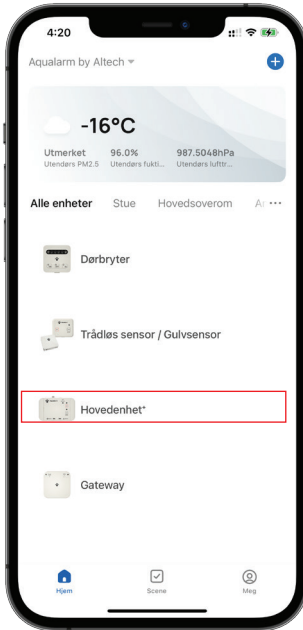 4:20
Aqualarm by Altech
-16°C
Utmerket 96.0% 987.5048hPa
Utendørs PM2.5 Utendørs fukti... Utendørs lufttr...
Alle enheter Stue Hovedsoverom
Dørbryter
Trådløs sensor / Gulvsensor
Hovedenhet*
Gateway
Hjem Scene Meg